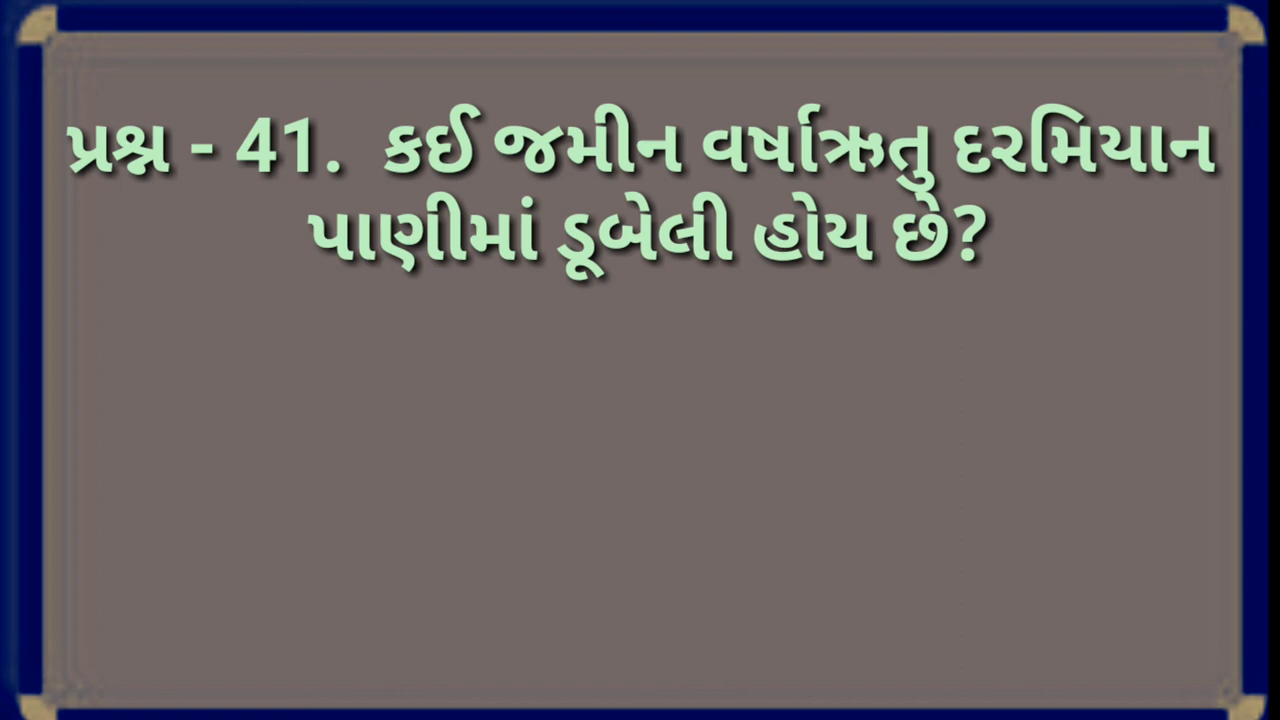 પ્રશ્ન - 41. કઈ જમીન વર્ષાઋતુ દરમિયાન
પાણીમાં ડૂબેલી હોય છે?